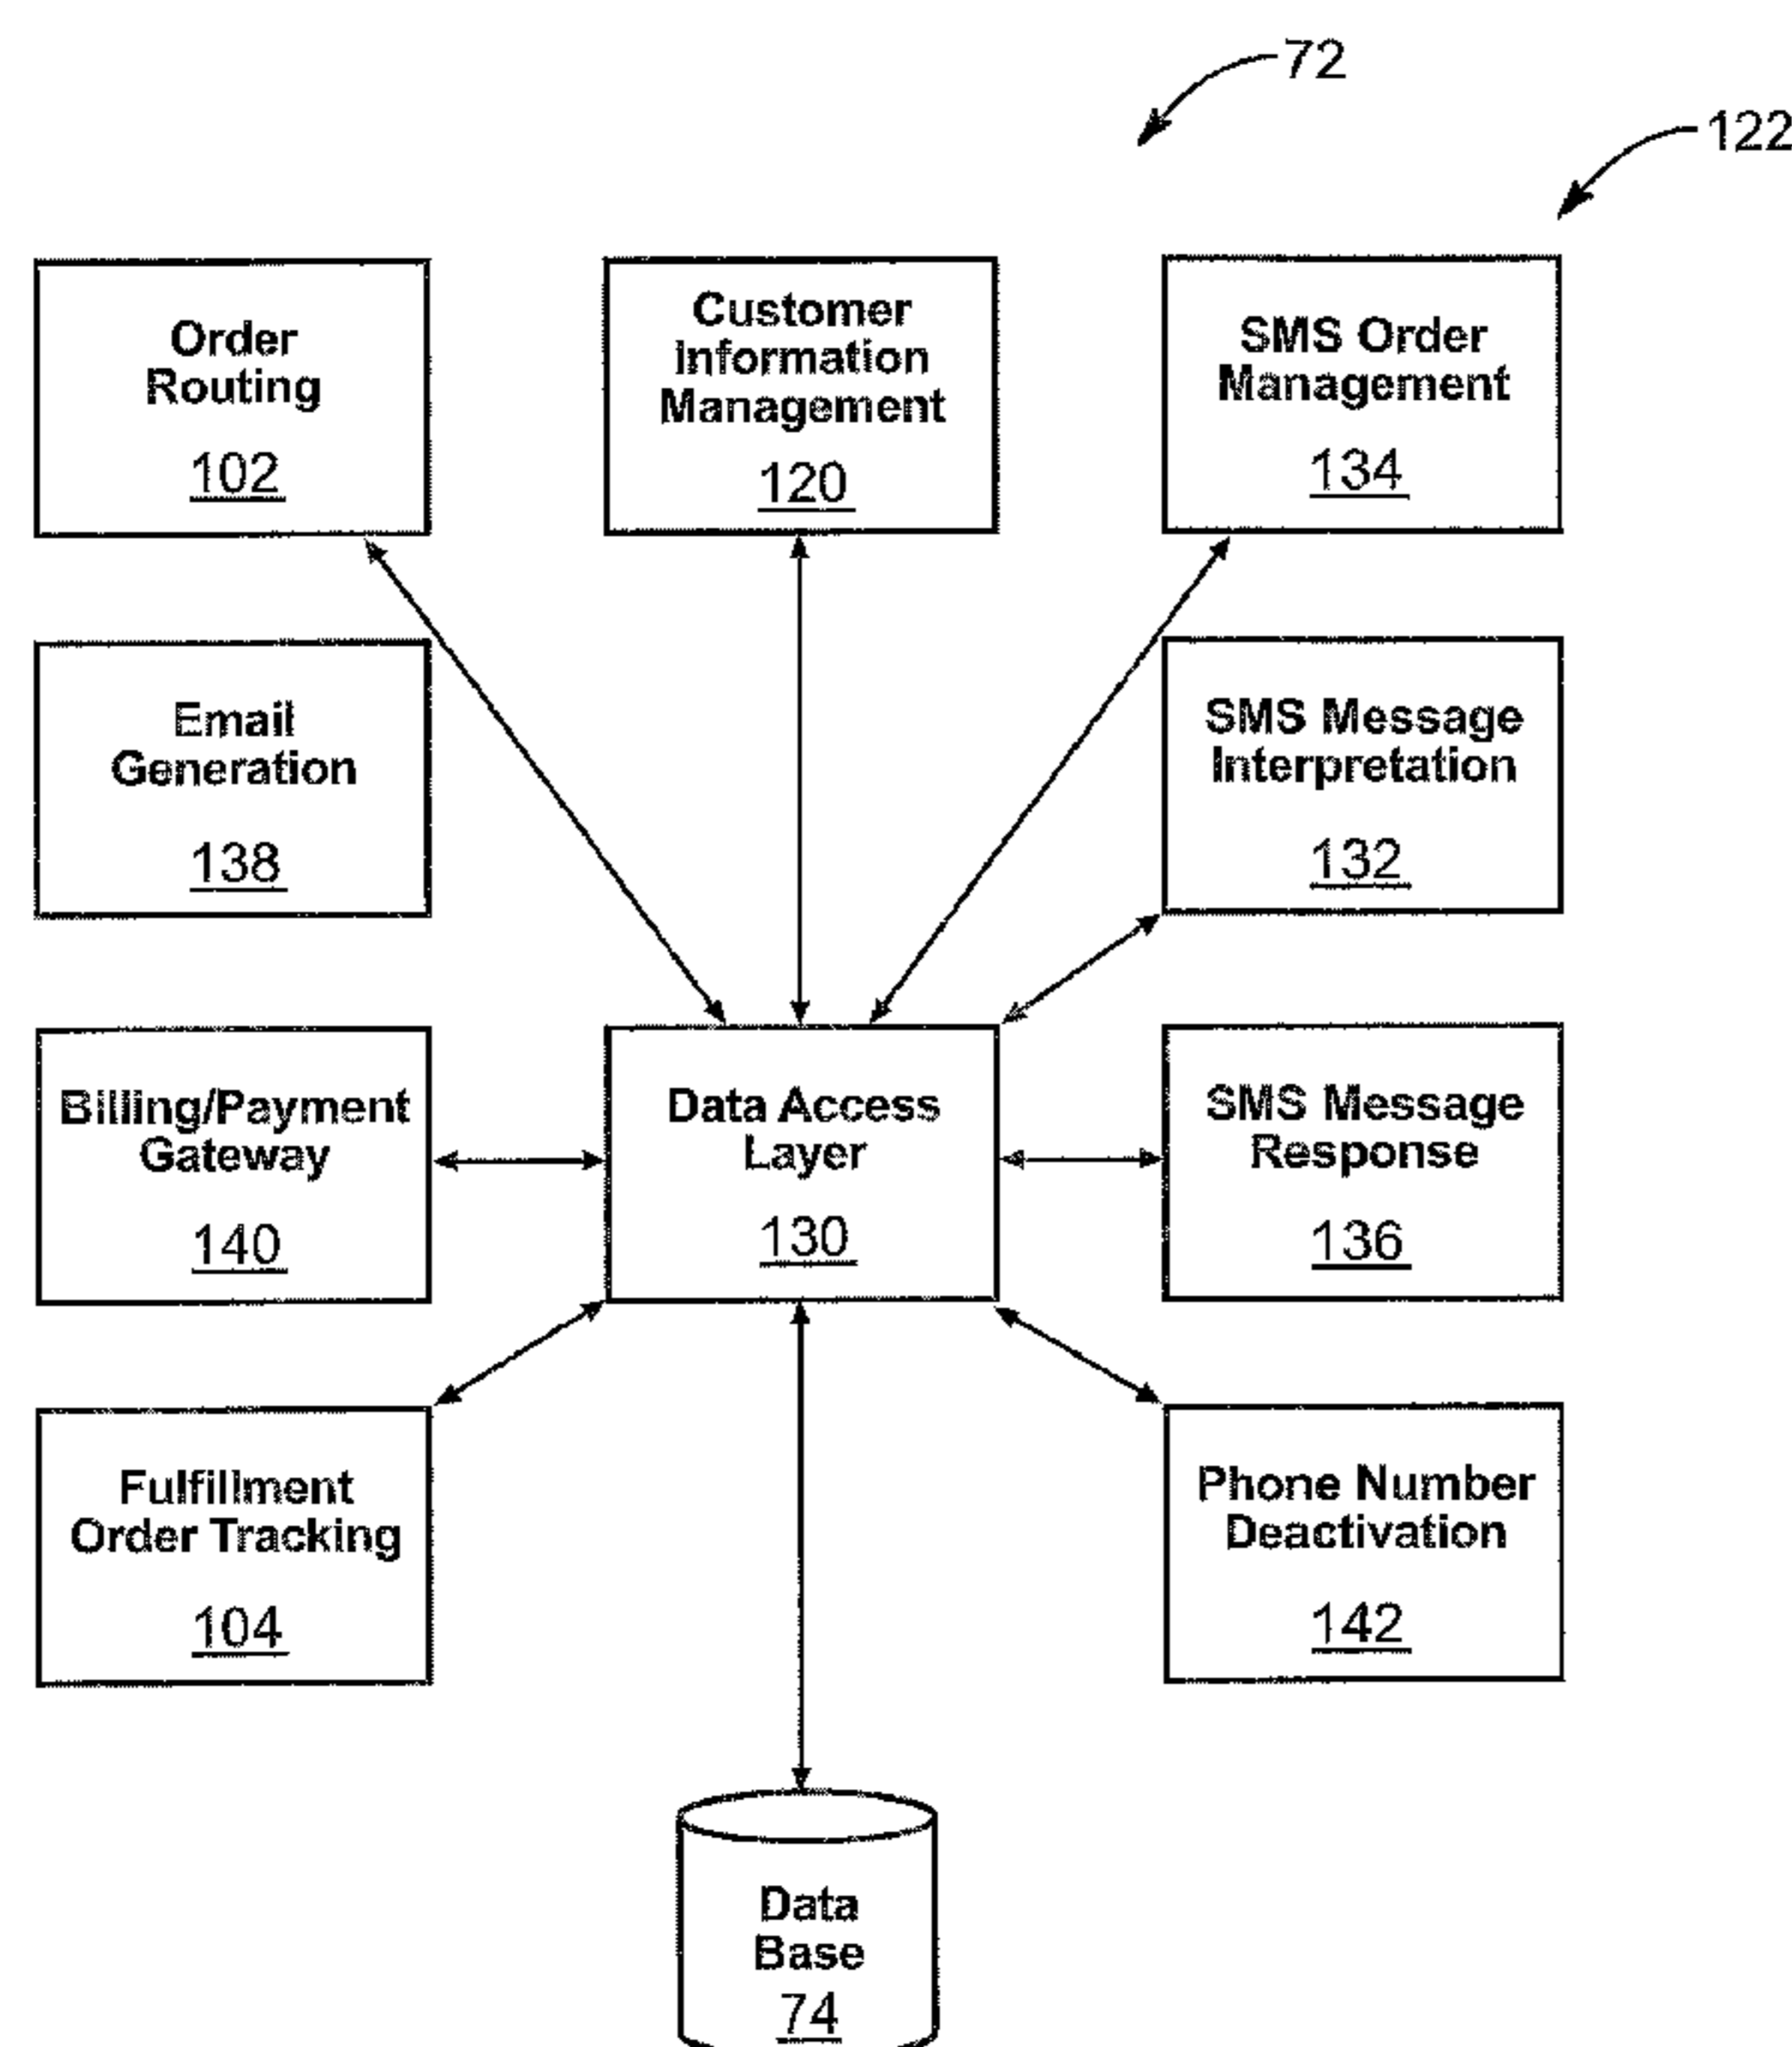 72
122
Order
Routing
102
Customer
Information
Management
120
SMS Order
Management
134
Email
Generation
138
SMS Message
Interpretation
132
Billing/Payment
Gateway
140
Data Access
Layer
130
SMS Message
Response
136
Fulfillment
Order Tracking
104
Phone Number
Deactivation
142
Data
Base
74